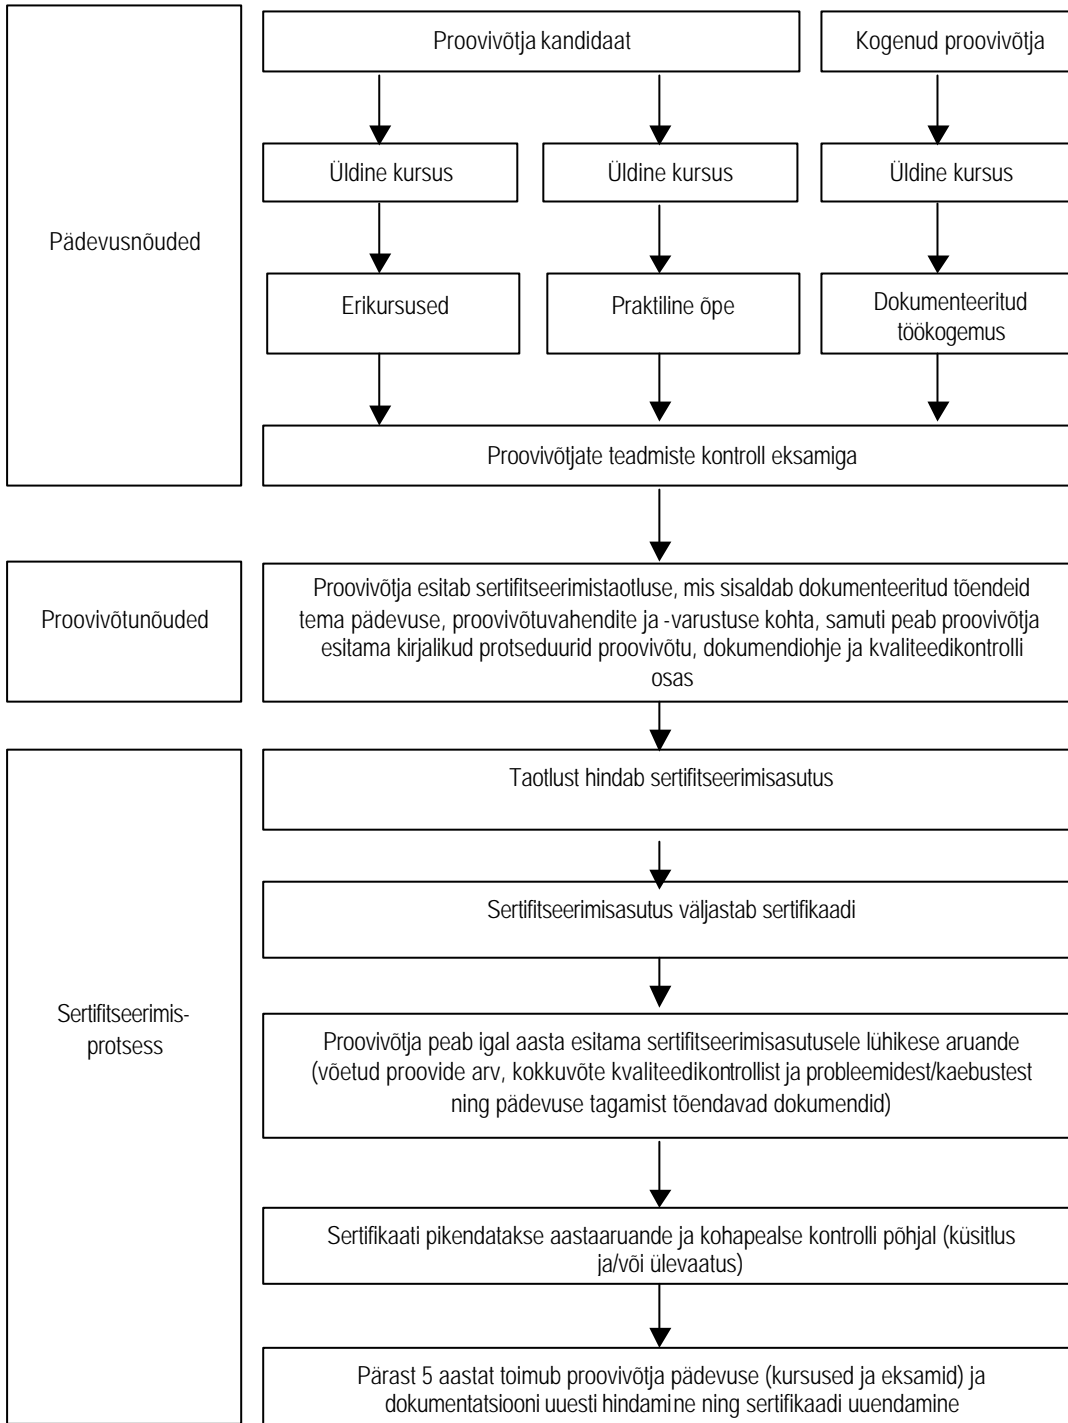 Pädevusnõuded
Proovivõtja kandidaat
Kogenud proovivõtja
Üldine kursus
Üldine kursus
Üldine kursus
Erikursused
Praktiline õpe
Dokumenteeritud
töökogemus
Proovivõtjate teadmiste kontroll eksamiga
Proovivõtunõuded
Proovivõtja esitab sertifitseerimistaotluse, mis sisaldab dokumenteeritud tõendeid
tema pädevuse, proovivõtuvahendite ja -varustuse kohta, samuti peab proovivõtja
esitama kirjalikud protseduurid proovivõtu, dokumendiohje ja kvaliteedikontrolli
osas
Sertifitseerimis-
protsess
Taotlust hindab sertifitseerimisasutus
Sertifitseerimisasutus väljastab sertifikaadi
Proovivõtja peab igal aasta esitama sertifitseerimisasutusele lühikese aruande
(võetud proovide arv, kokkuvõte kvaliteedikontrollist ja probleemidest/kaebustest
ning pädevuse tagamist tõendavad dokumendid)
Sertifikaati pikendatakse aastaaruande ja kohapealse kontrolli põhjal (küsitlus
ja/või ülevaatus)
Pärast 5 aastat toimub proovivõtja pädevuse (kursused ja eksamid) ja
dokumentatsiooni uuesti hindamine ning sertifikaadi uuendamine